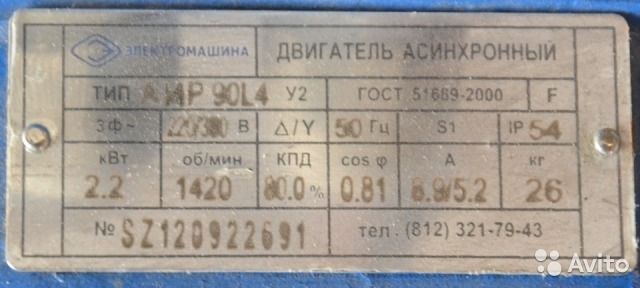 ЭЛЕКТРОМАШИНА ДВИГАТЕЛЬ АСИНХРОННЫЙ
ТИП АИР 90L4 У2 ГОСТ 51689-2000 F
3ф~ 220/380 В Δ/Y 50 Гц S1 IP 54
кВт об/мин КПД cos φ А кг
2.2 1420 80.0 % 0.81 8.9/5.2 26
№ SZ120922691 тел. (812) 321-79-43
Avito